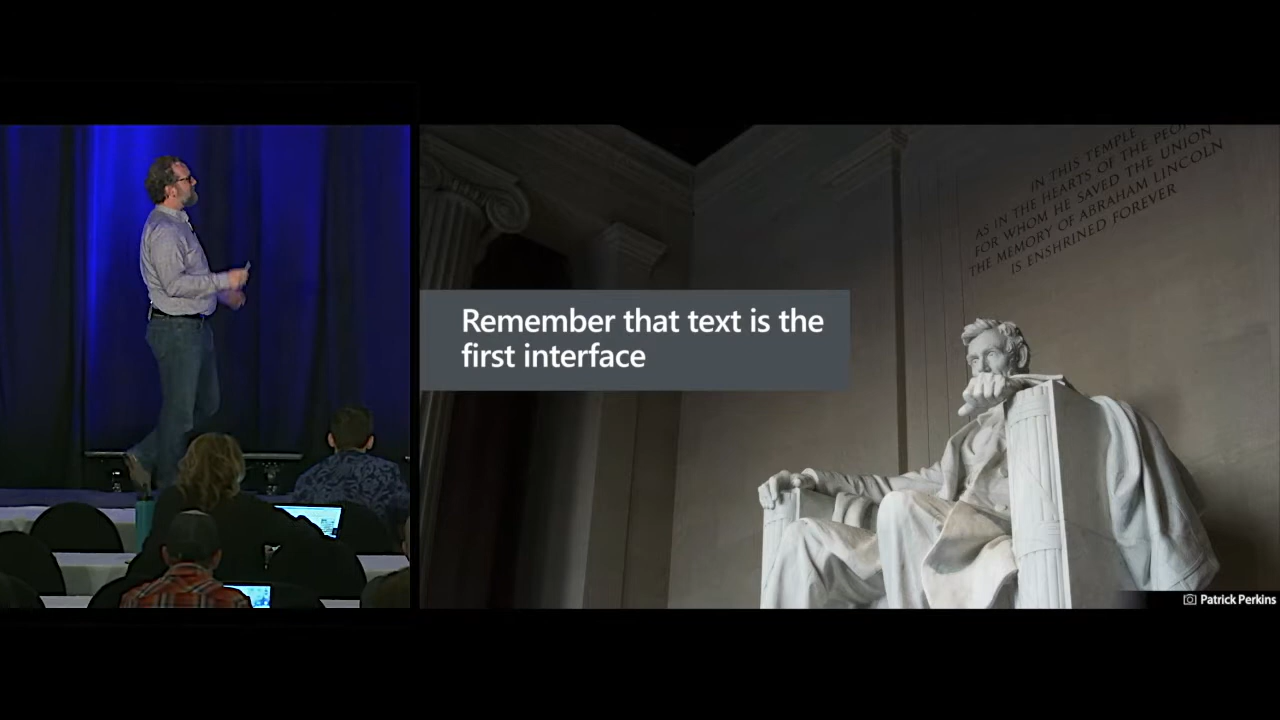 IN THIS TEMPLE
AS IN THE HEARTS OF THE PEOPLE
FOR WHOM HE SAVED THE UNION
THE MEMORY OF ABRAHAM LINCOLN
IS ENSHRINED FOREVER
Remember that text is the
first interface
Patrick Perkins